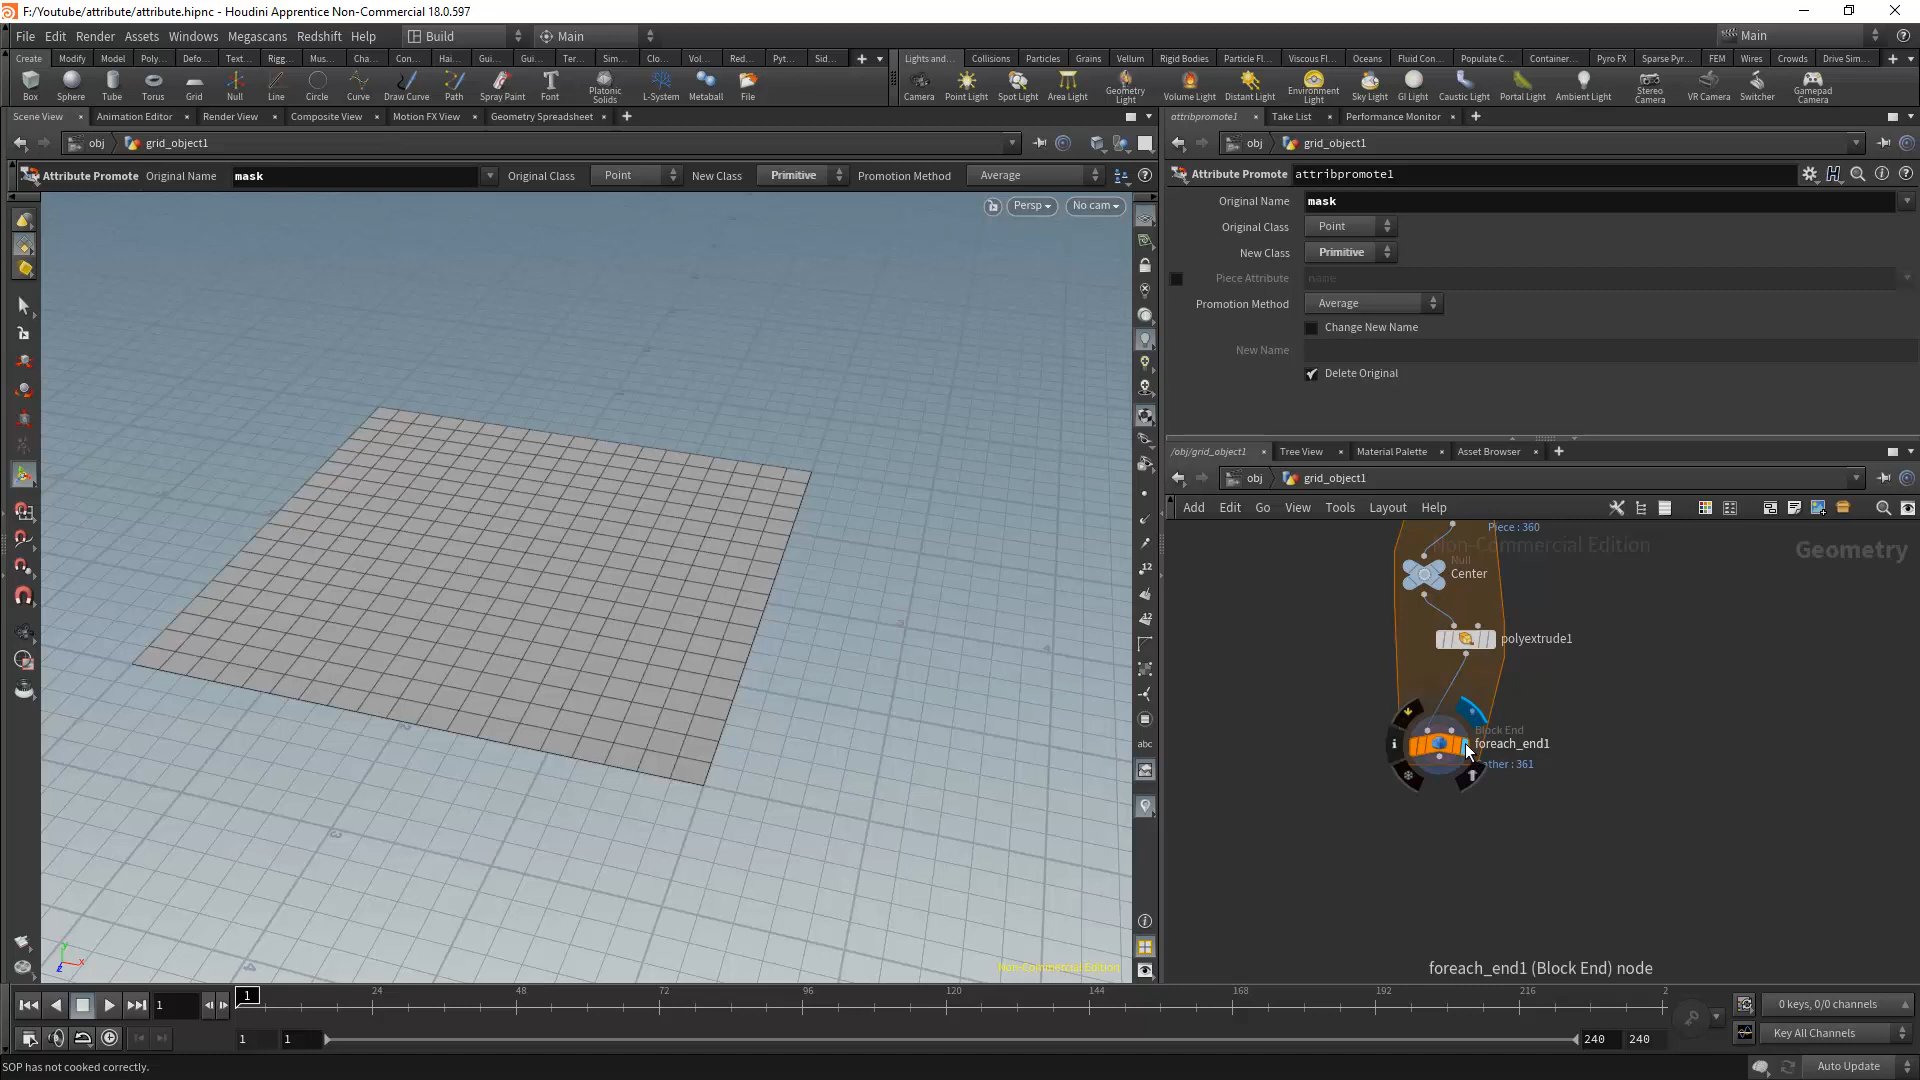 F:/Youtube/attribute/attribute.hipnc - Houdini Apprentice Non-Commercial 18.0.597
File Edit Render Assets Windows Megascans Redshift Help Build Main Main
Create Modify Model Poly... Defo... Text... Rigg... Mus... Cha... Con... Hai... Gui... Gui... Ter... Sim... Clo... Vol... Red... Pyt... Sid... Lights and... Collisions Particles Grains Vellum Rigid Bodies Particle Fl... Viscous Fl... Oceans Fluid Con... Populate C... Container... Pyro FX Sparse Pyr... FEM Wires Crowds Drive Sim...
Box Sphere Tube Torus Grid Null Line Circle Curve Draw Curve Path Spray Paint Font Platonic Solids L-System Metaball File Camera Point Light Spot Light Area Light Geometry Light Volume Light Distant Light Environment Light Sky Light GI Light Caustic Light Portal Light Ambient Light Stereo Camera VR Camera Switcher Gamepad Camera
Scene View Animation Editor Render View Composite View Motion FX View Geometry Spreadsheet
obj grid_object1
Attribute Promote Original Name mask Original Class Point New Class Primitive Promotion Method Average
Persp No cam
Non-Commercial Edition
attribpromote1 Take List Performance Monitor
obj grid_object1
Attribute Promote attribpromote1
Original Name mask
Original Class Point
New Class Primitive
Piece Attribute name
Promotion Method Average
Change New Name
New Name
Delete Original
/obj/grid_object1 Tree View Material Palette Asset Browser
obj grid_object1
Add Edit Go View Tools Layout Help
Piece : 360
Non-Commercial Edition
Geometry
Null
Center
polyextrude1
Block End
foreach_end1
ther : 361
foreach_end1 (Block End) node
1 1 24 48 72 96 120 144 168 192 216 2
0 keys, 0/0 channels
1 1 240 240 Key All Channels
SOP has not cooked correctly.
Auto Update